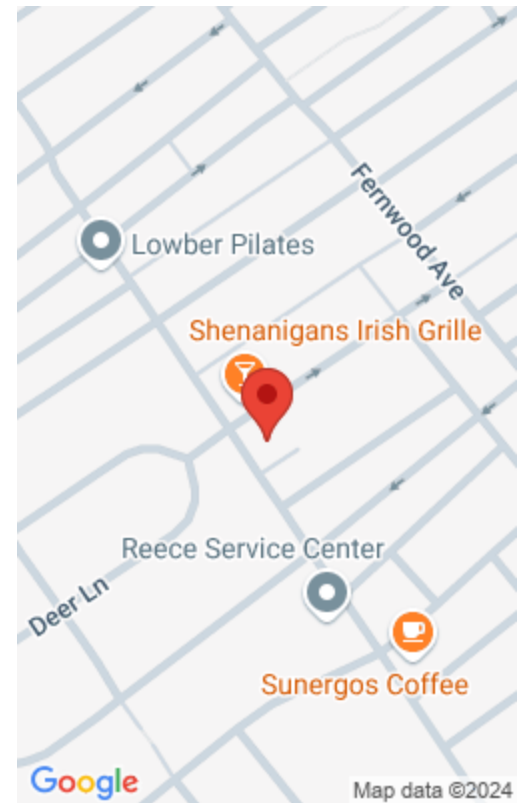 Fernwood Ave
Lowber Pilates
Shenanigans Irish Grille
Reece Service Center
Deer Ln
Sunergos Coffee
Google
Map data ©2024